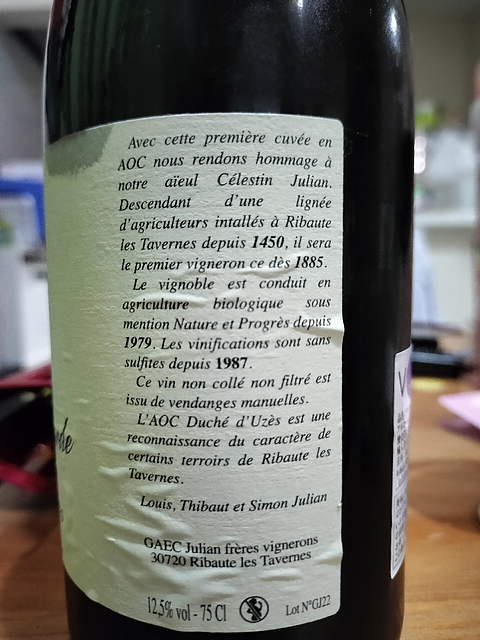 Avec cette première cuvée en
AOC nous rendons hommage à
notre aïeul Célestin Julian.
Descendant d'une lignée
d'agriculteurs intallés à Ribaute
les Tavernes depuis 1450, il sera
le premier vigneron ce dès 1885.
Le vignoble est conduit en
agriculture biologique sous
mention Nature et Progrès depuis
1979. Les vinifications sont sans
sulfites depuis 1987.
Ce vin non collé non filtré est
issu de vendanges manuelles.
L'AOC Duché d'Uzès est une
reconnaissance du caractère de
certains terroirs de Ribaute les
Tavernes.
Louis, Thibaut et Simon Julian
GAEC Julian frères vignerons
30720 Ribaute les Tavernes
12,5% vol - 75 Cl Lot N°GJ22